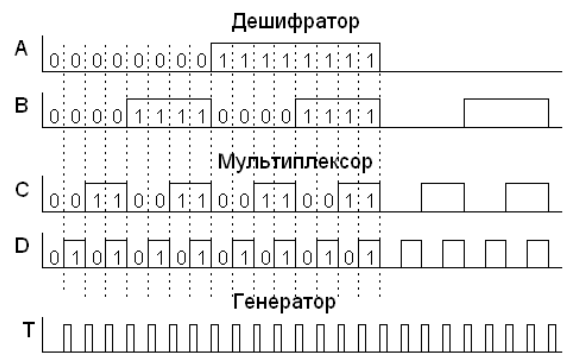 Дешифратор
A 0 0 0 0 0 0 0 0 1 1 1 1 1 1 1 1
B 0 0 0 0 1 1 1 1 0 0 0 0 1 1 1 1
Мультиплексор
C 0 0 1 1 0 0 1 1 0 0 1 1 0 0 1 1
D 0 1 0 1 0 1 0 1 0 1 0 1 0 1 0 1
Генератор
T